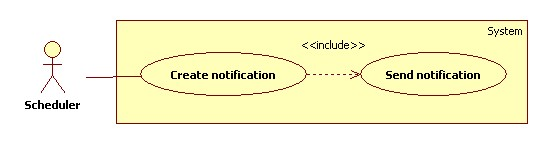 System
<<include>>
Create notification
Send notification
Scheduler